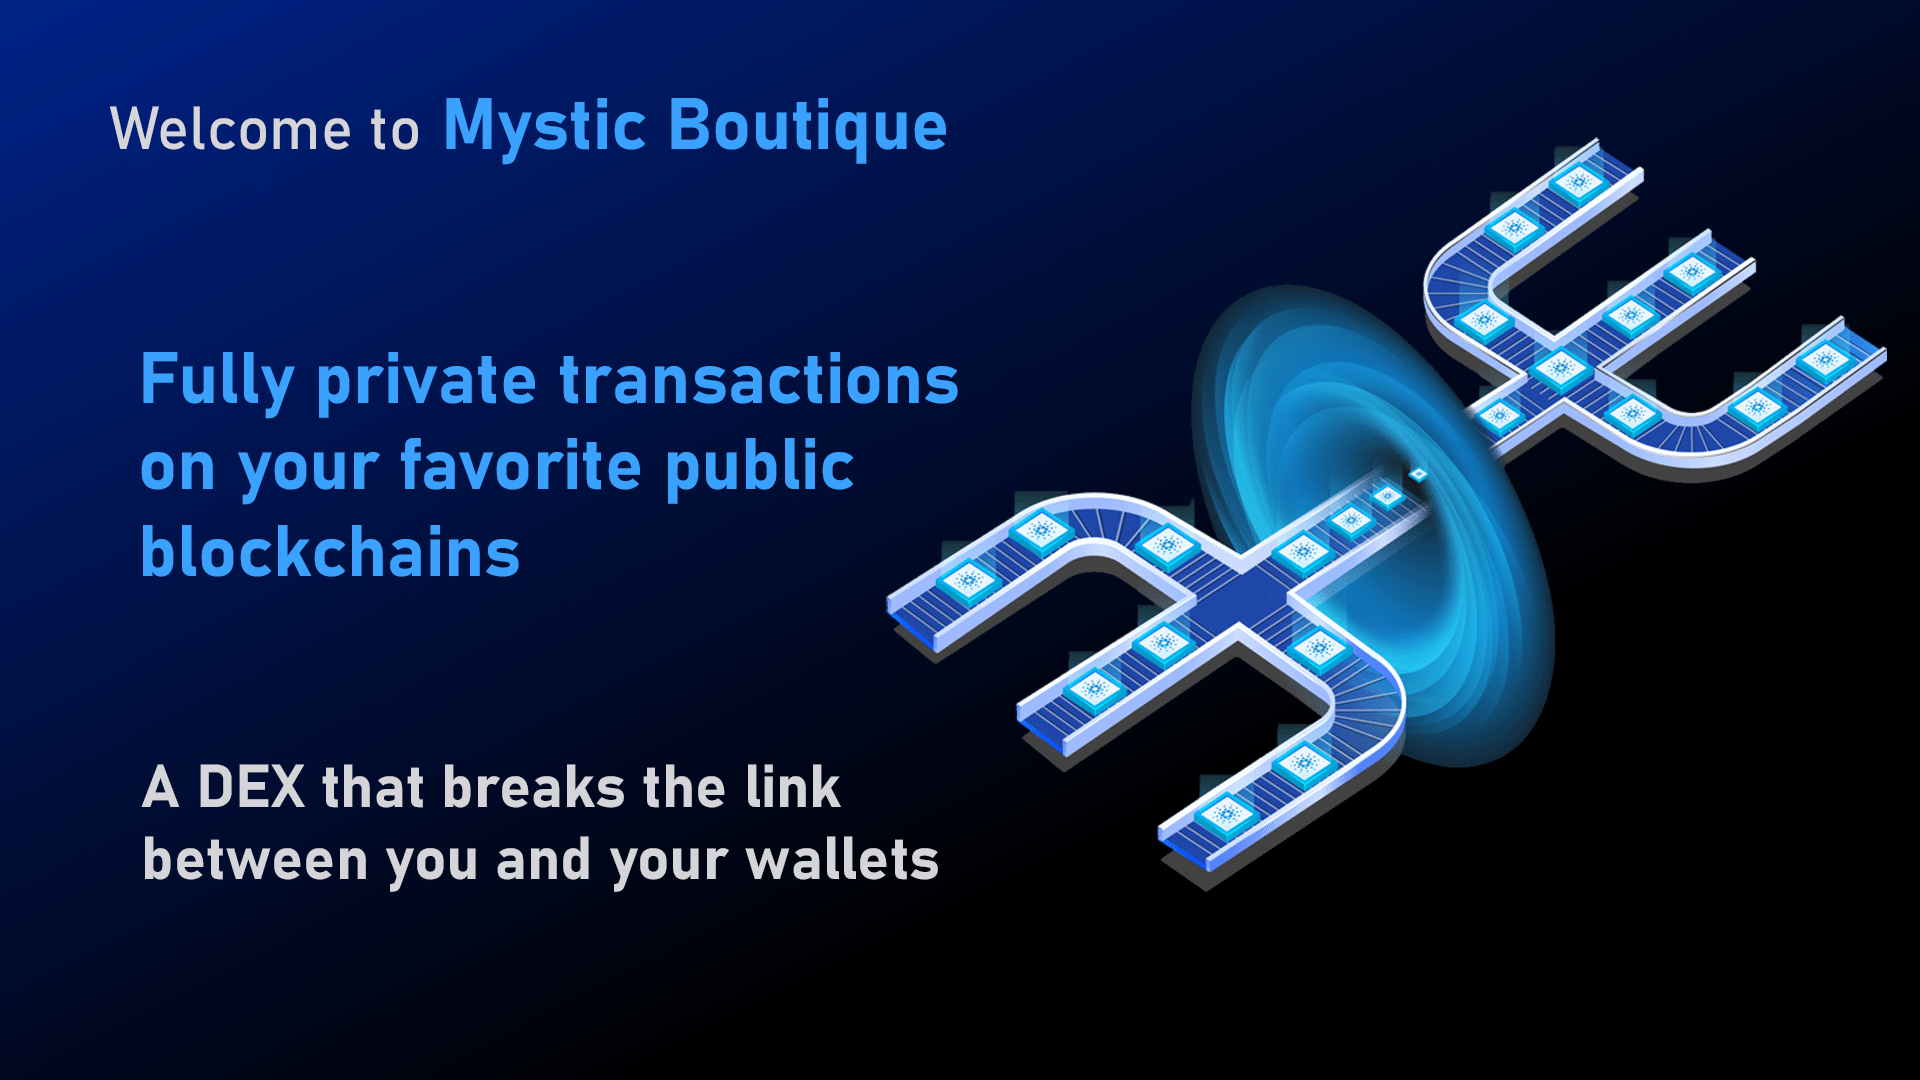 Welcome to Mystic Boutique
Fully private transactions
on your favorite public
blockchains
A DEX that breaks the link
between you and your wallets